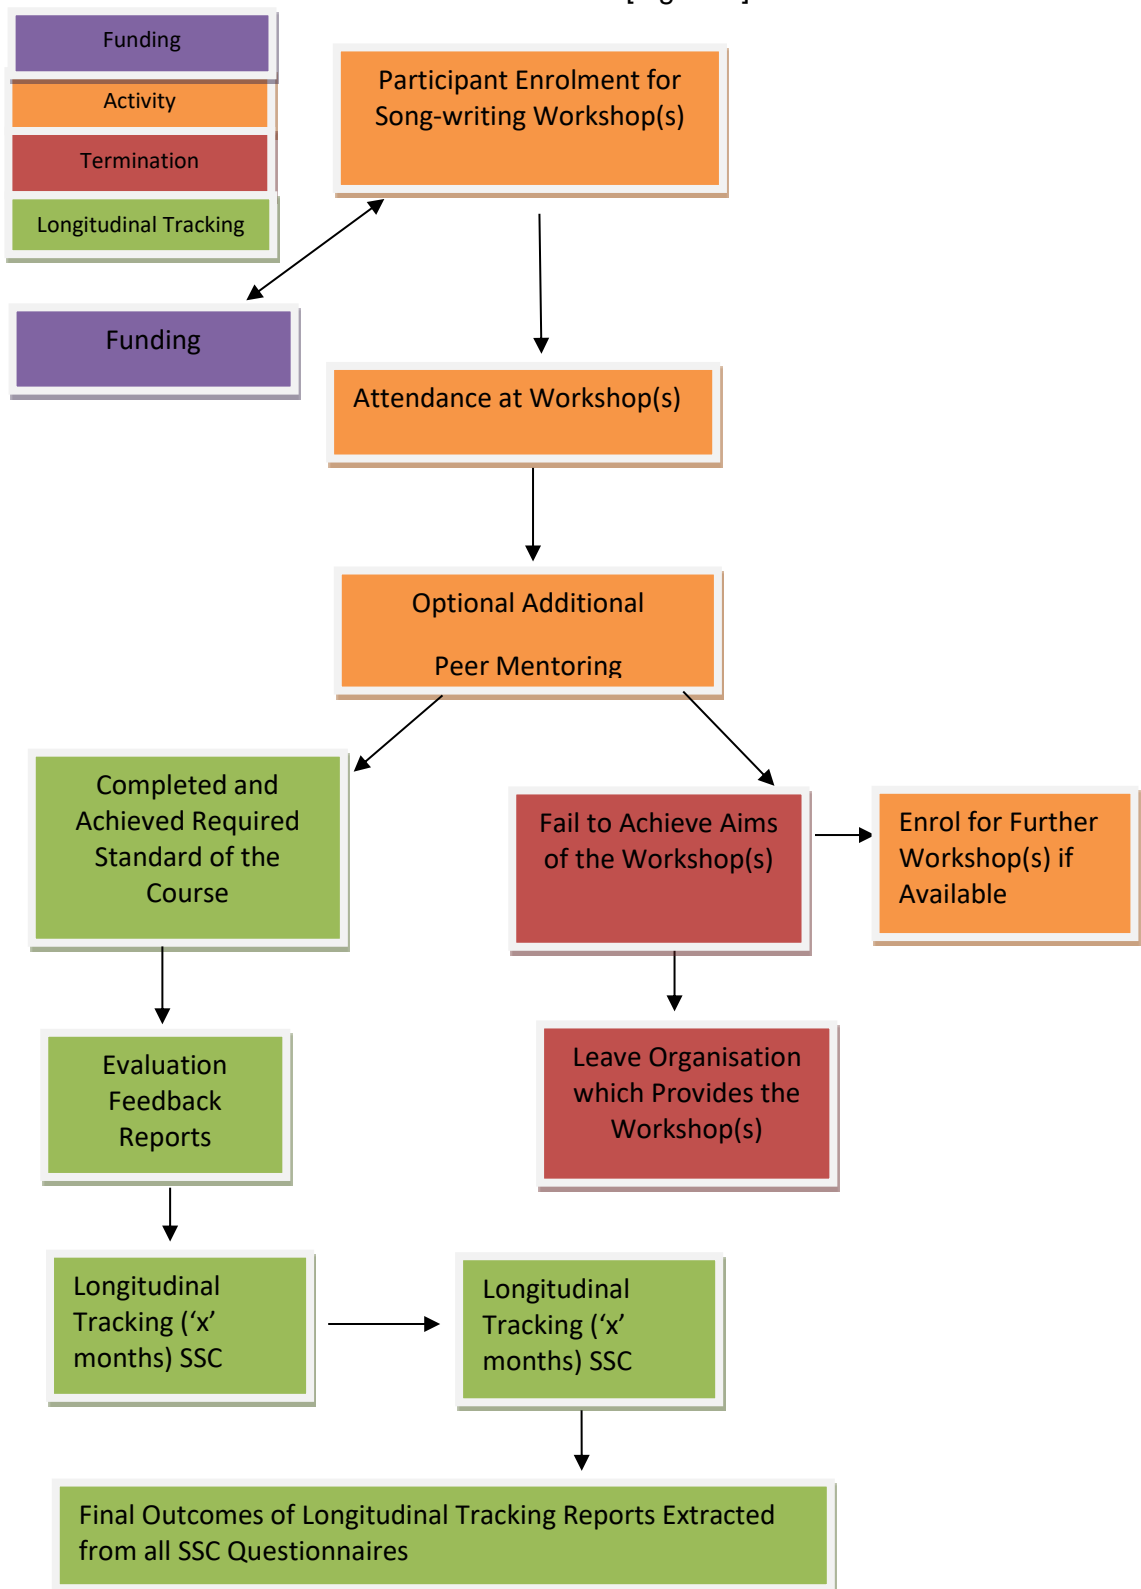 Funding
Activity
Termination
Longitudinal Tracking
Participant Enrolment for
Song-writing Workshop(s)
Funding
Attendance at Workshop(s)
Optional Additional
Peer Mentoring
Completed and
Achieved Required
Standard of the
Course
Fail to Achieve Aims
of the Workshop(s)
Enrol for Further
Workshop(s) if
Available
Evaluation
Feedback
Reports
Leave Organisation
which Provides the
Workshop(s)
Longitudinal
Tracking (‘x’
months) SSC
Longitudinal
Tracking (‘x’
months) SSC
Final Outcomes of Longitudinal Tracking Reports Extracted
from all SSC Questionnaires